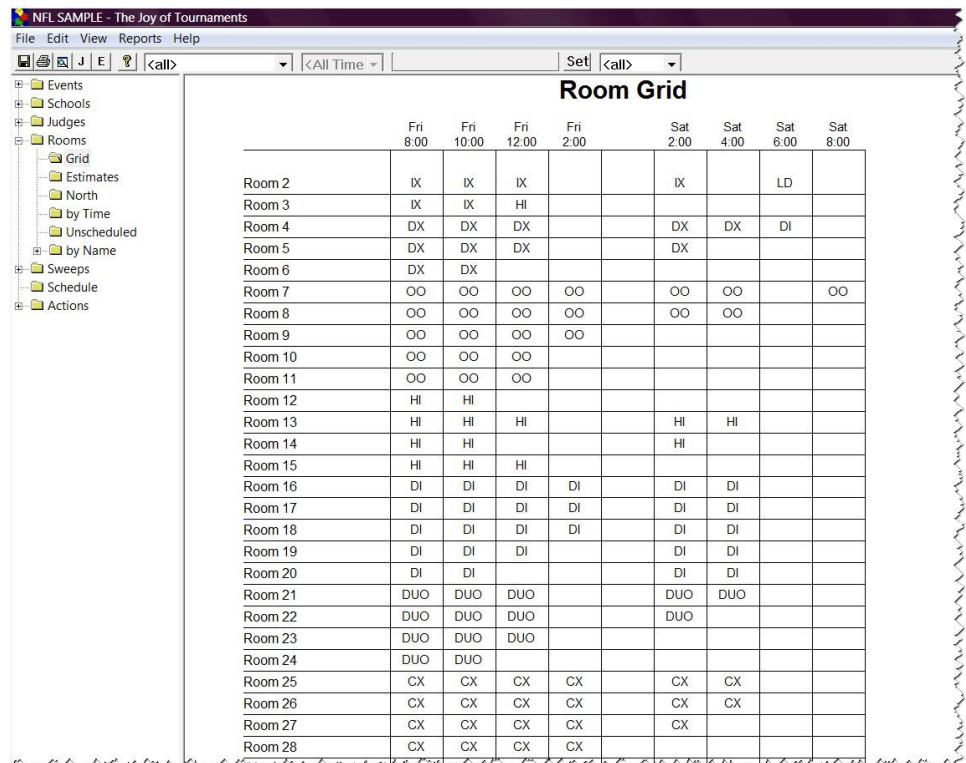 NFL SAMPLE - The Joy of Tournaments
File Edit View Reports Help
J E ? <all> <All Time Set <all>
Events
Schools
Judges
Rooms
Grid
Estimates
North
by Time
Unscheduled
by Name
Sweeps
Schedule
Actions
Room Grid
Fri Fri Fri Fri Sat Sat Sat Sat
8:00 10:00 12:00 2:00 2:00 4:00 6:00 8:00
Room 2 IX IX IX IX LD
Room 3 IX IX HI
Room 4 DX DX DX DX DX DI
Room 5 DX DX DX DX
Room 6 DX DX
Room 7 OO OO OO OO OO OO OO
Room 8 OO OO OO OO OO OO
Room 9 OO OO OO OO
Room 10 OO OO OO
Room 11 OO OO OO
Room 12 HI HI
Room 13 HI HI HI HI HI
Room 14 HI HI HI
Room 15 HI HI HI
Room 16 DI DI DI DI DI DI
Room 17 DI DI DI DI DI DI
Room 18 DI DI DI DI DI DI
Room 19 DI DI DI DI DI
Room 20 DI DI DI DI
Room 21 DUO DUO DUO DUO DUO
Room 22 DUO DUO DUO DUO
Room 23 DUO DUO DUO
Room 24 DUO DUO
Room 25 CX CX CX CX CX CX
Room 26 CX CX CX CX CX CX
Room 27 CX CX CX CX CX
Room 28 CX CX CX CX